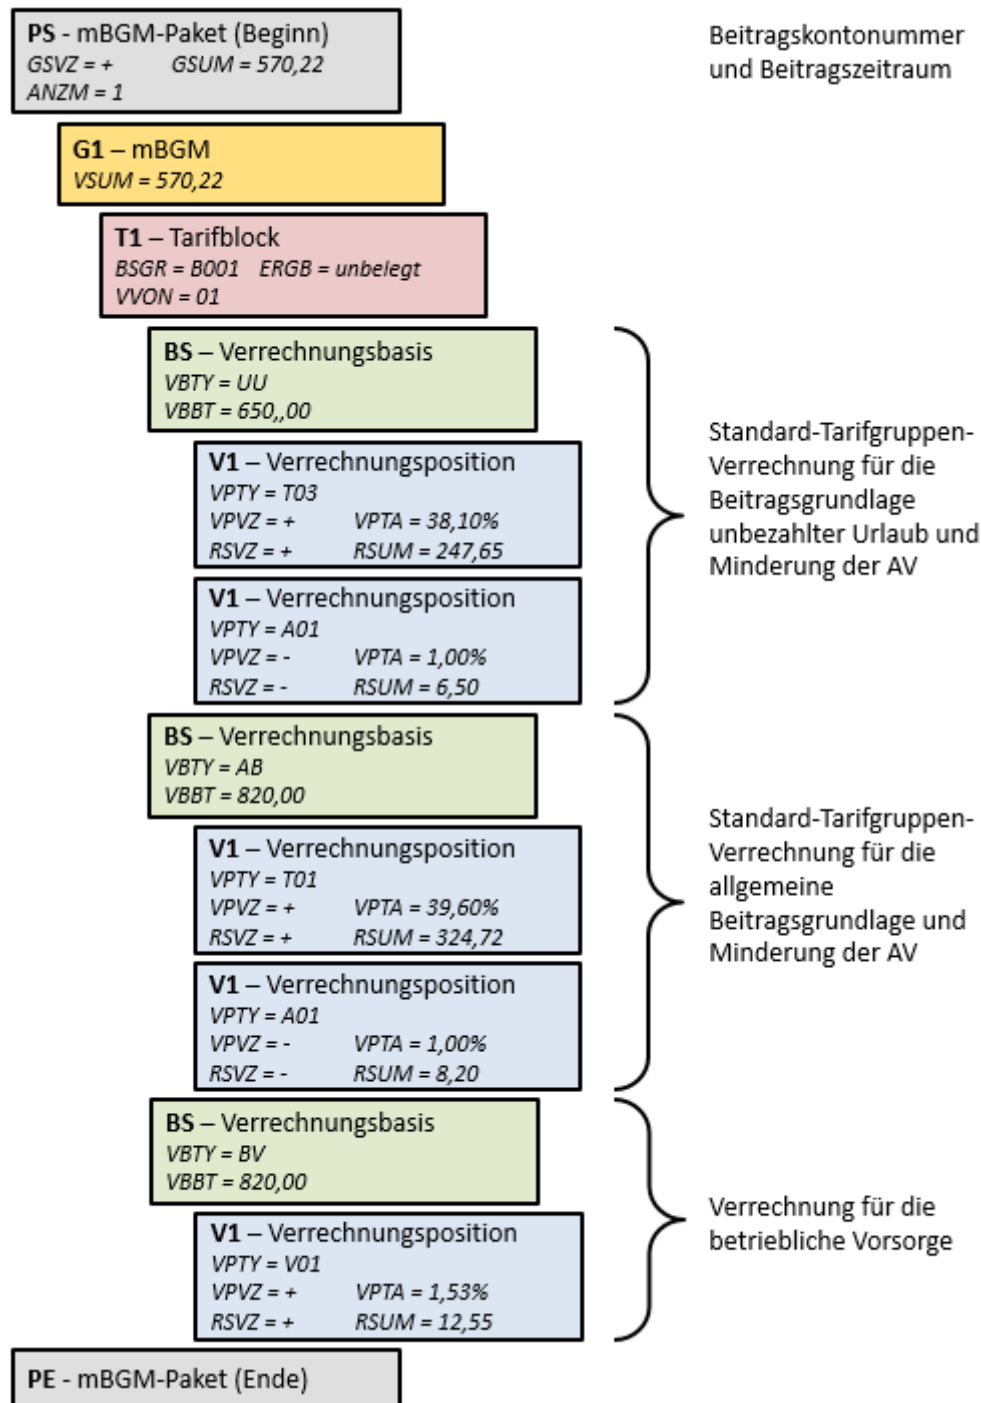 PS - mBGM-Paket (Beginn)
GSVZ = + GSUM = 570,22
ANZM = 1
Beitragskontonummer
und Beitragszeitraum
G1 – mBGM
VSUM = 570,22
T1 – Tarifblock
BSGR = B001 ERGB = unbelegt
VVON = 01
BS – Verrechnungsbasis
VBTY = UU
VBBT = 650,,00
V1 – Verrechnungsposition
VPTY = T03
VPVZ = + VPTA = 38,10%
RSVZ = + RSUM = 247,65
V1 – Verrechnungsposition
VPTY = A01
VPVZ = - VPTA = 1,00%
RSVZ = - RSUM = 6,50
Standard-Tarifgruppen-
Verrechnung für die
Beitragsgrundlage
unbezahlter Urlaub und
Minderung der AV
BS – Verrechnungsbasis
VBTY = AB
VBBT = 820,00
V1 – Verrechnungsposition
VPTY = T01
VPVZ = + VPTA = 39,60%
RSVZ = + RSUM = 324,72
V1 – Verrechnungsposition
VPTY = A01
VPVZ = - VPTA = 1,00%
RSVZ = - RSUM = 8,20
Standard-Tarifgruppen-
Verrechnung für die
allgemeine
Beitragsgrundlage und
Minderung der AV
BS – Verrechnungsbasis
VBTY = BV
VBBT = 820,00
V1 – Verrechnungsposition
VPTY = V01
VPVZ = + VPTA = 1,53%
RSVZ = + RSUM = 12,55
Verrechnung für die
betriebliche Vorsorge
PE - mBGM-Paket (Ende)